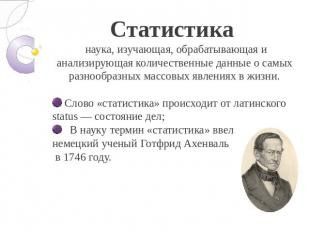 Статистика
наука, изучающая, обрабатывающая и
анализирующая количественные данные о самых
разнообразных массовых явлениях в жизни.
Слово «статистика» происходит от латинского
status — состояние дел;
В науку термин «статистика» ввел
немецкий ученый Готфрид Ахенваль
в 1746 году.